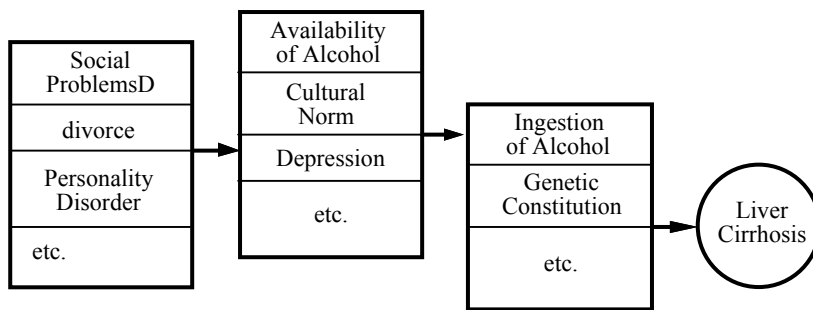 Social
ProblemsD
divorce
Personality
Disorder
etc.
Availability
of Alcohol
Cultural
Norm
Depression
etc.
Ingestion
of Alcohol
Genetic
Constitution
etc.
Liver
Cirrhosis